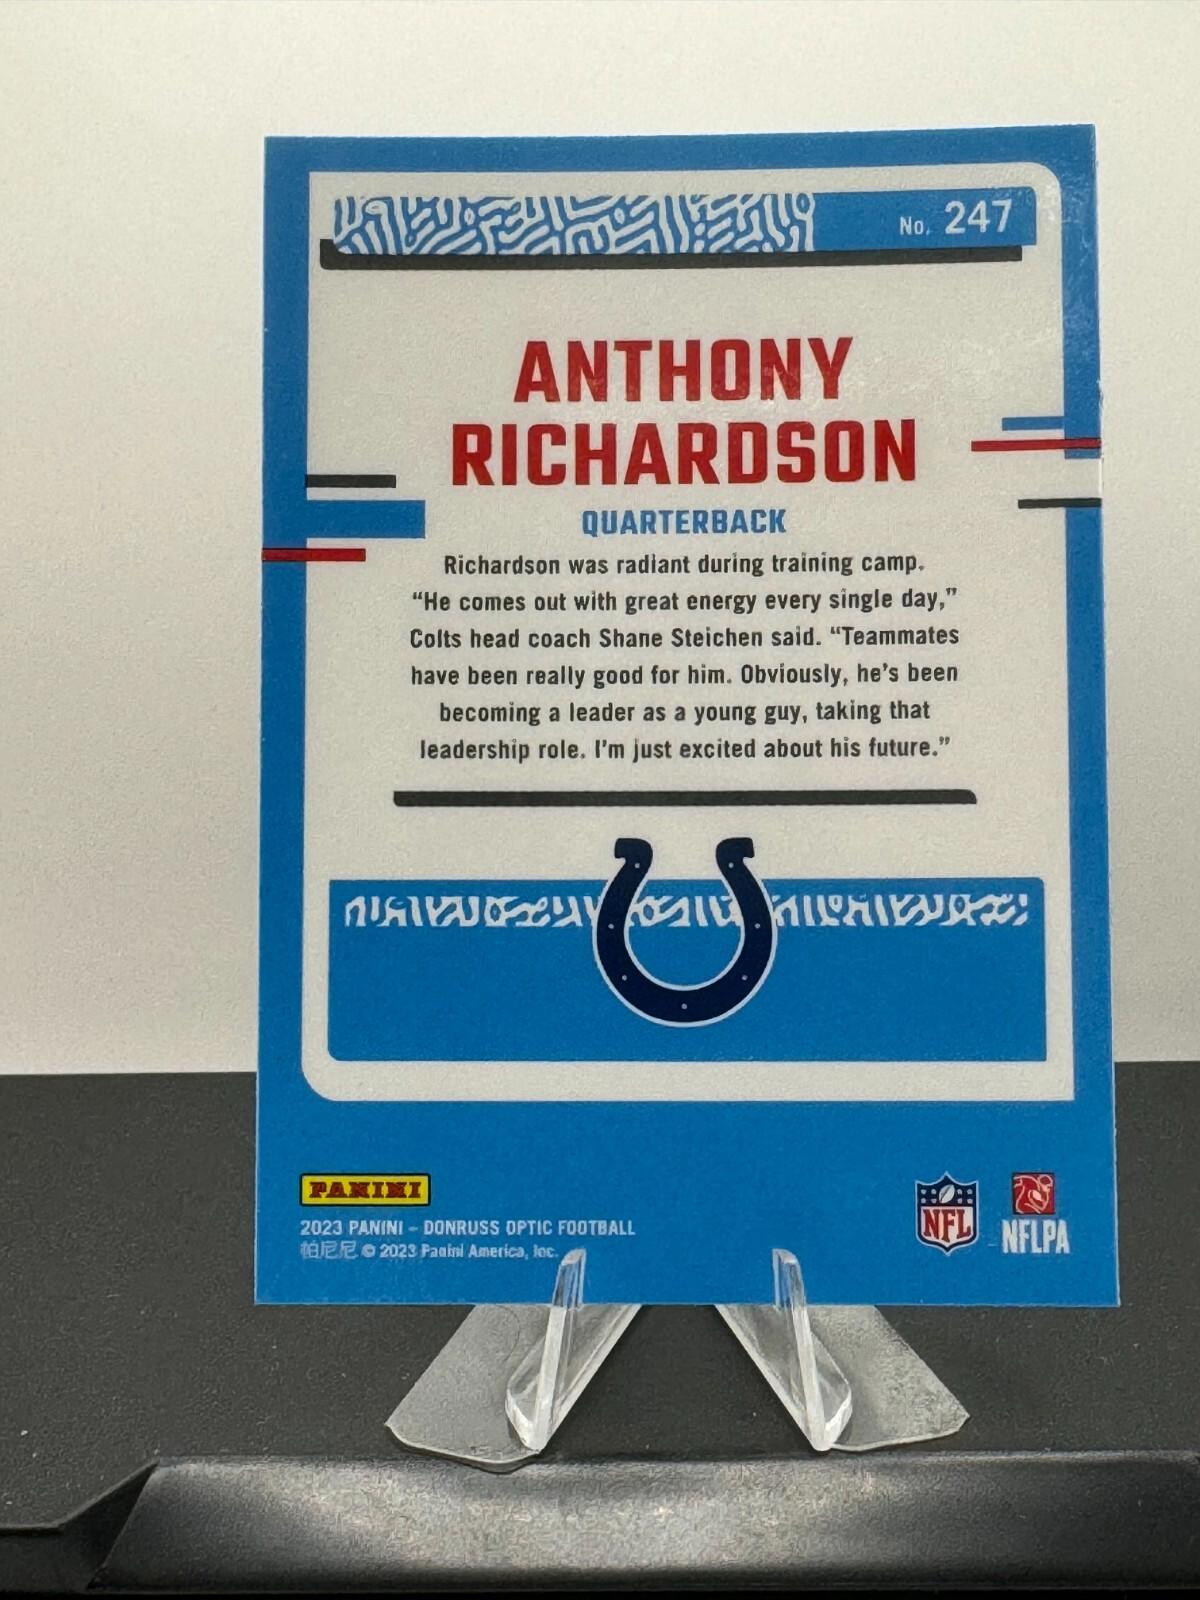 No. 247
ANTHONY
RICHARDSON
QUARTERBACK
Richardson was radiant during training camp.
“He comes out with great energy every single day,”
Colts head coach Shane Steichen said. “Teammates
have been really good for him. Obviously, he’s been
becoming a leader as a young guy, taking that
leadership role. I’m just excited about his future.”
PANINI
2023 PANINI – DONRUSS OPTIC FOOTBALL
帕尼尼 © 2023 Panini America, Inc.
NFL
NFLPA